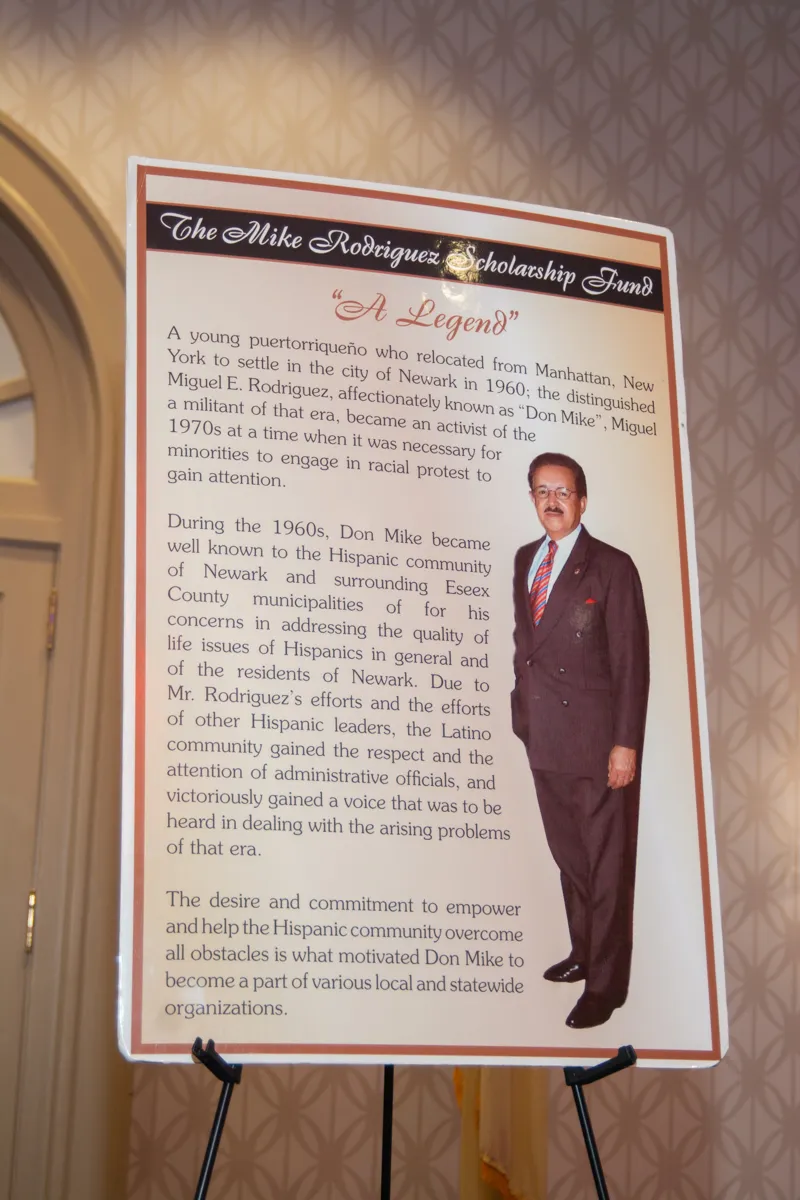 The Mike Rodriguez Scholarship Fund
“A Legend”
A young puertorriqueño who relocated from Manhattan, New
York to settle in the city of Newark in 1960; the distinguished
Miguel E. Rodriguez, affectionately known as “Don Mike”, Miguel
a militant of that era, became an activist of the
1970s at a time when it was necessary for
minorities to engage in racial protest to
gain attention.
During the 1960s, Don Mike became
well known to the Hispanic community
of Newark and surrounding Eseex
County municipalities of for his
concerns in addressing the quality of
life issues of Hispanics in general and
of the residents of Newark. Due to
Mr. Rodriguez’s efforts and the efforts
of other Hispanic leaders, the Latino
community gained the respect and the
attention of administrative officials, and
victoriously gained a voice that was to be
heard in dealing with the arising problems
of that era.
The desire and commitment to empower
and help the Hispanic community overcome
all obstacles is what motivated Don Mike to
become a part of various local and statewide
organizations.